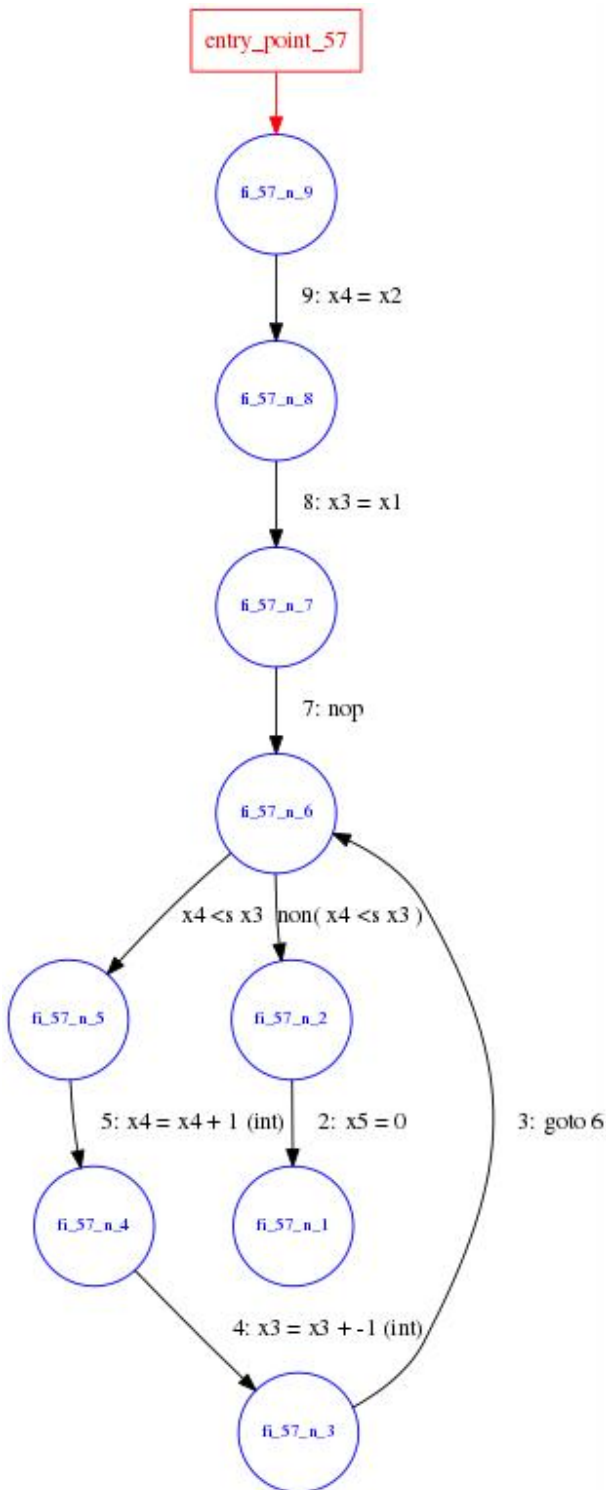 entry_point_57
fi_57_n_9
9: x4 = x2
fi_57_n_8
8: x3 = x1
fi_57_n_7
7: nop
fi_57_n_6
x4 <s x3
non( x4 <s x3 )
fi_57_n_5
fi_57_n_2
5: x4 = x4 + 1 (int)
2: x5 = 0
3: goto 6
fi_57_n_4
fi_57_n_1
4: x3 = x3 + -1 (int)
fi_57_n_3